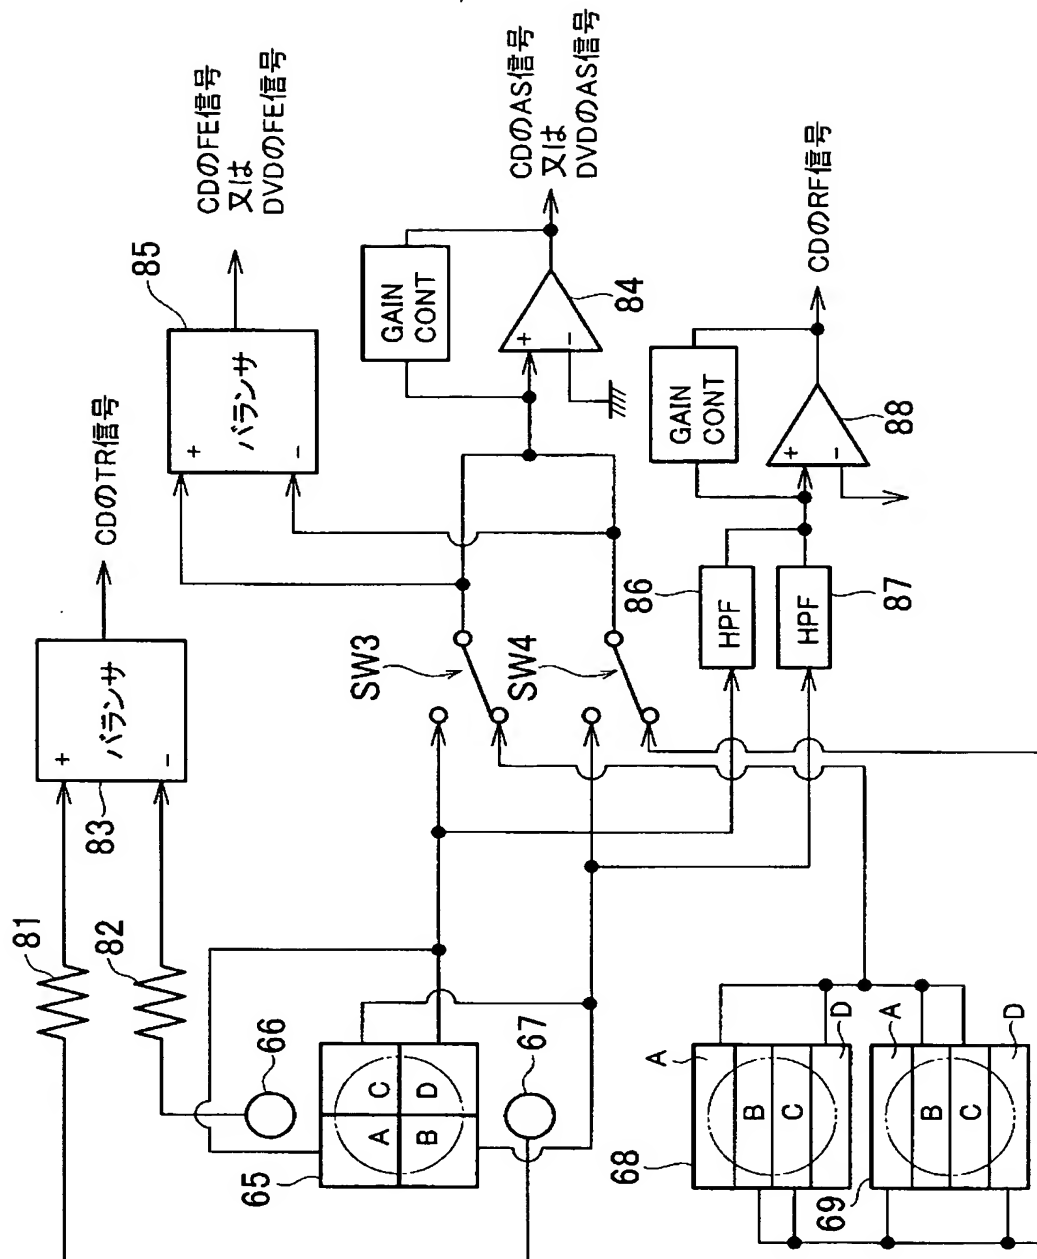 81
82
83
+
−
バランサ
CDのTR信号
85
+
−
バランサ
CDのFE信号
又は
DVDのFE信号
GAIN
CONT
+
−
84
CDのAS信号
又は
DVDのAS信号
SW3
SW4
66
65
A
C
B
D
67
86
HPF
HPF
87
GAIN
CONT
+
−
88
CDのRF信号
68
A
B
C
D
69
A
B
C
D